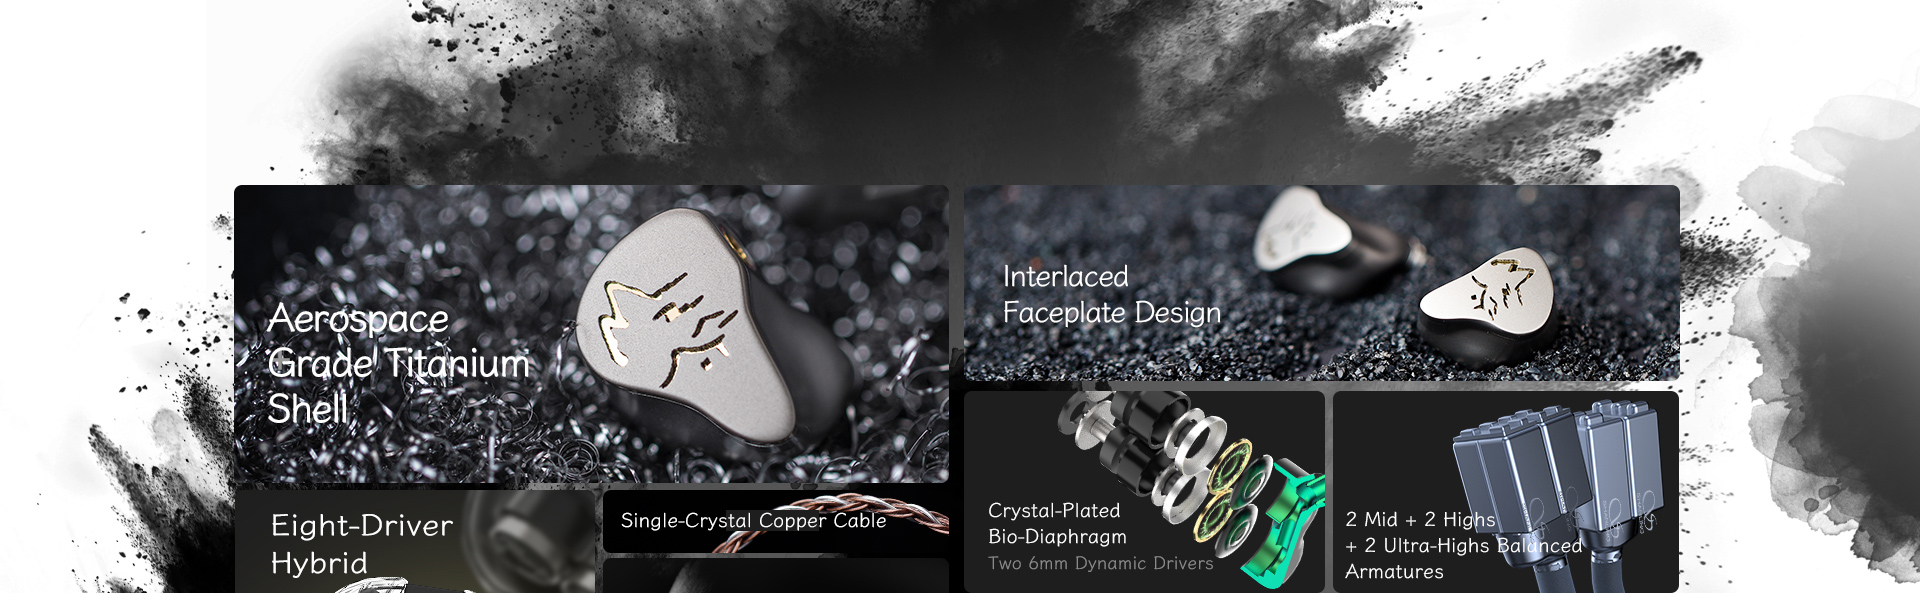 Aerospace
Grade Titanium
Shell
Interlaced
Faceplate Design
Eight-Driver
Hybrid
Single-Crystal Copper Cable
Crystal-Plated
Bio-Diaphragm
Two 6mm Dynamic Drivers
2 Mid + 2 Highs
+ 2 Ultra-Highs Balanced
Armatures